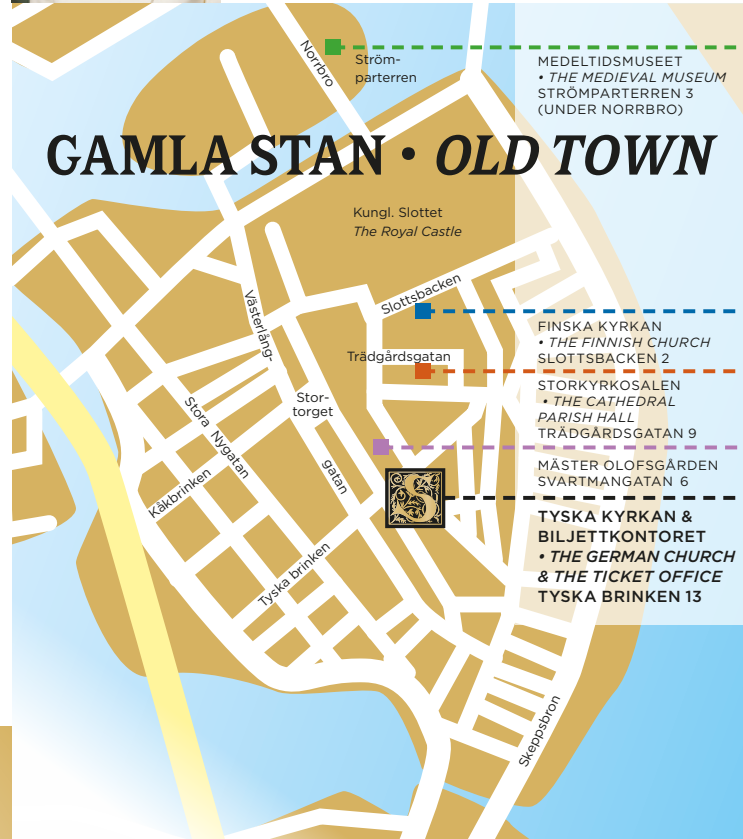 Norrbro
Ström-
parterren
MEDELTIDSMUSEET
• THE MEDIEVAL MUSEUM
STRÖMPARTERREN 3
(UNDER NORRBRO)
GAMLA STAN • OLD TOWN
Kungl. Slottet
The Royal Castle
Slottsbacken
Västerlång-
FINSKA KYRKAN
• THE FINNISH CHURCH
SLOTTSBACKEN 2
Trädgårdsgatan
STORKYRKOSALEN
• THE CATHEDRAL
PARISH HALL
TRÄDGÅRDSGATAN 9
Stor-
torget
Stora Nygatan
gatan
Kåkbrinken
MÄSTER OLOFSGÅRDEN
SVARTMANGATAN 6
S
TYSKA KYRKAN &
BILJETTKONTORET
• THE GERMAN CHURCH
& THE TICKET OFFICE
TYSKA BRINKEN 13
Tyska brinken
Skeppsbron